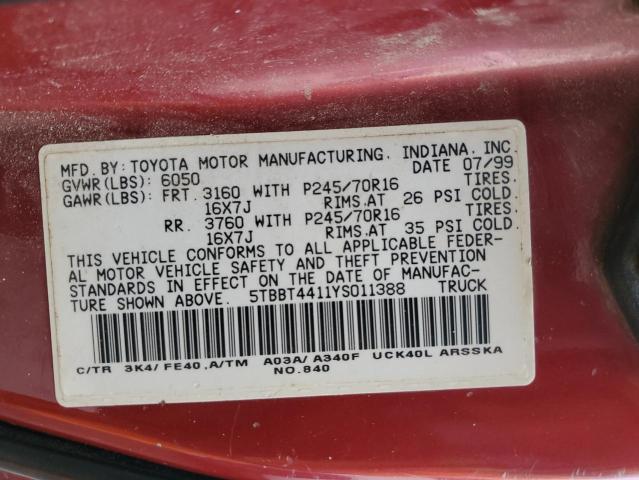 MFD. BY: TOYOTA MOTOR MANUFACTURING, INDIANA, INC.
GVWR(LBS): 6050 DATE 07/99
GAWR(LBS): FRT. 3160 WITH P245/70R16 TIRES.
16X7J RIMS.AT 26 PSI COLD.
RR. 3760 WITH P245/70R16 TIRES.
16X7J RIMS.AT 35 PSI COLD.
THIS VEHICLE CONFORMS TO ALL APPLICABLE FEDER-
AL MOTOR VEHICLE SAFETY AND THEFT PREVENTION
STANDARDS IN EFFECT ON THE DATE OF MANUFAC-
TURE SHOWN ABOVE. 5TBBT4411YS011388 TRUCK
C/TR 3K4/ FE40 ,A/TM A03A/ A340F UCK40L ARSSKA
NO.840